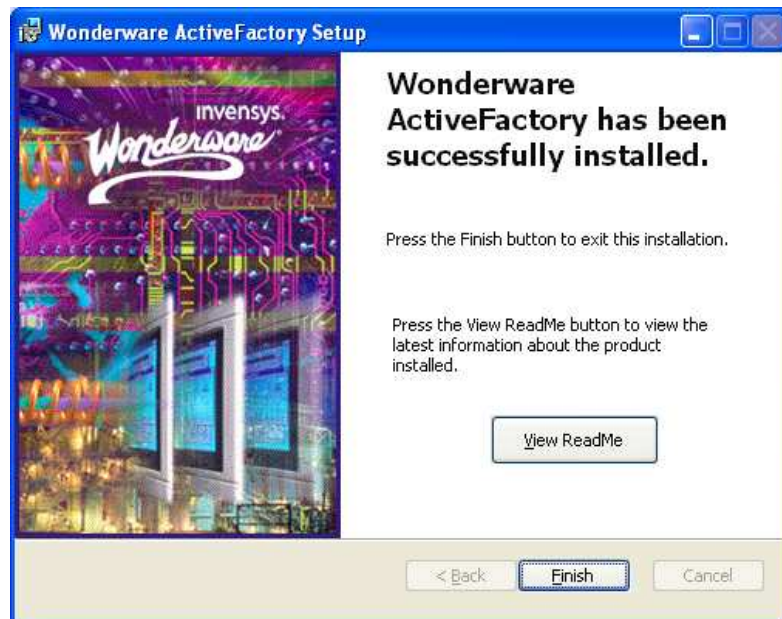 Wonderware ActiveFactory Setup
invensys.
Wonderware
Wonderware
ActiveFactory has been
successfully installed.
Press the Finish button to exit this installation.
Press the View ReadMe button to view the
latest information about the product
installed.
View ReadMe
< Back
Finish
Cancel